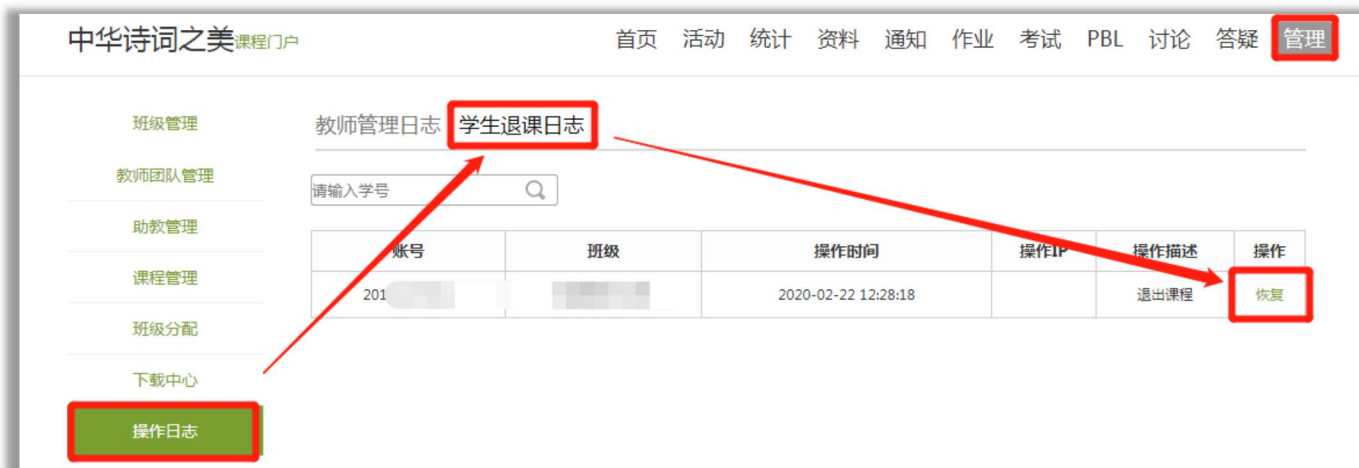 中华诗词之美课程门户
首页 活动 统计 资料 通知 作业 考试 PBL 讨论 答疑 管理
班级管理
教师团队管理
助教管理
课程管理
班级分配
下载中心
操作日志
教师管理日志 学生退课日志
请输入学号
账号 班级 操作时间 操作IP 操作描述 操作
201 2020-02-22 12:28:18 退出课程 恢复